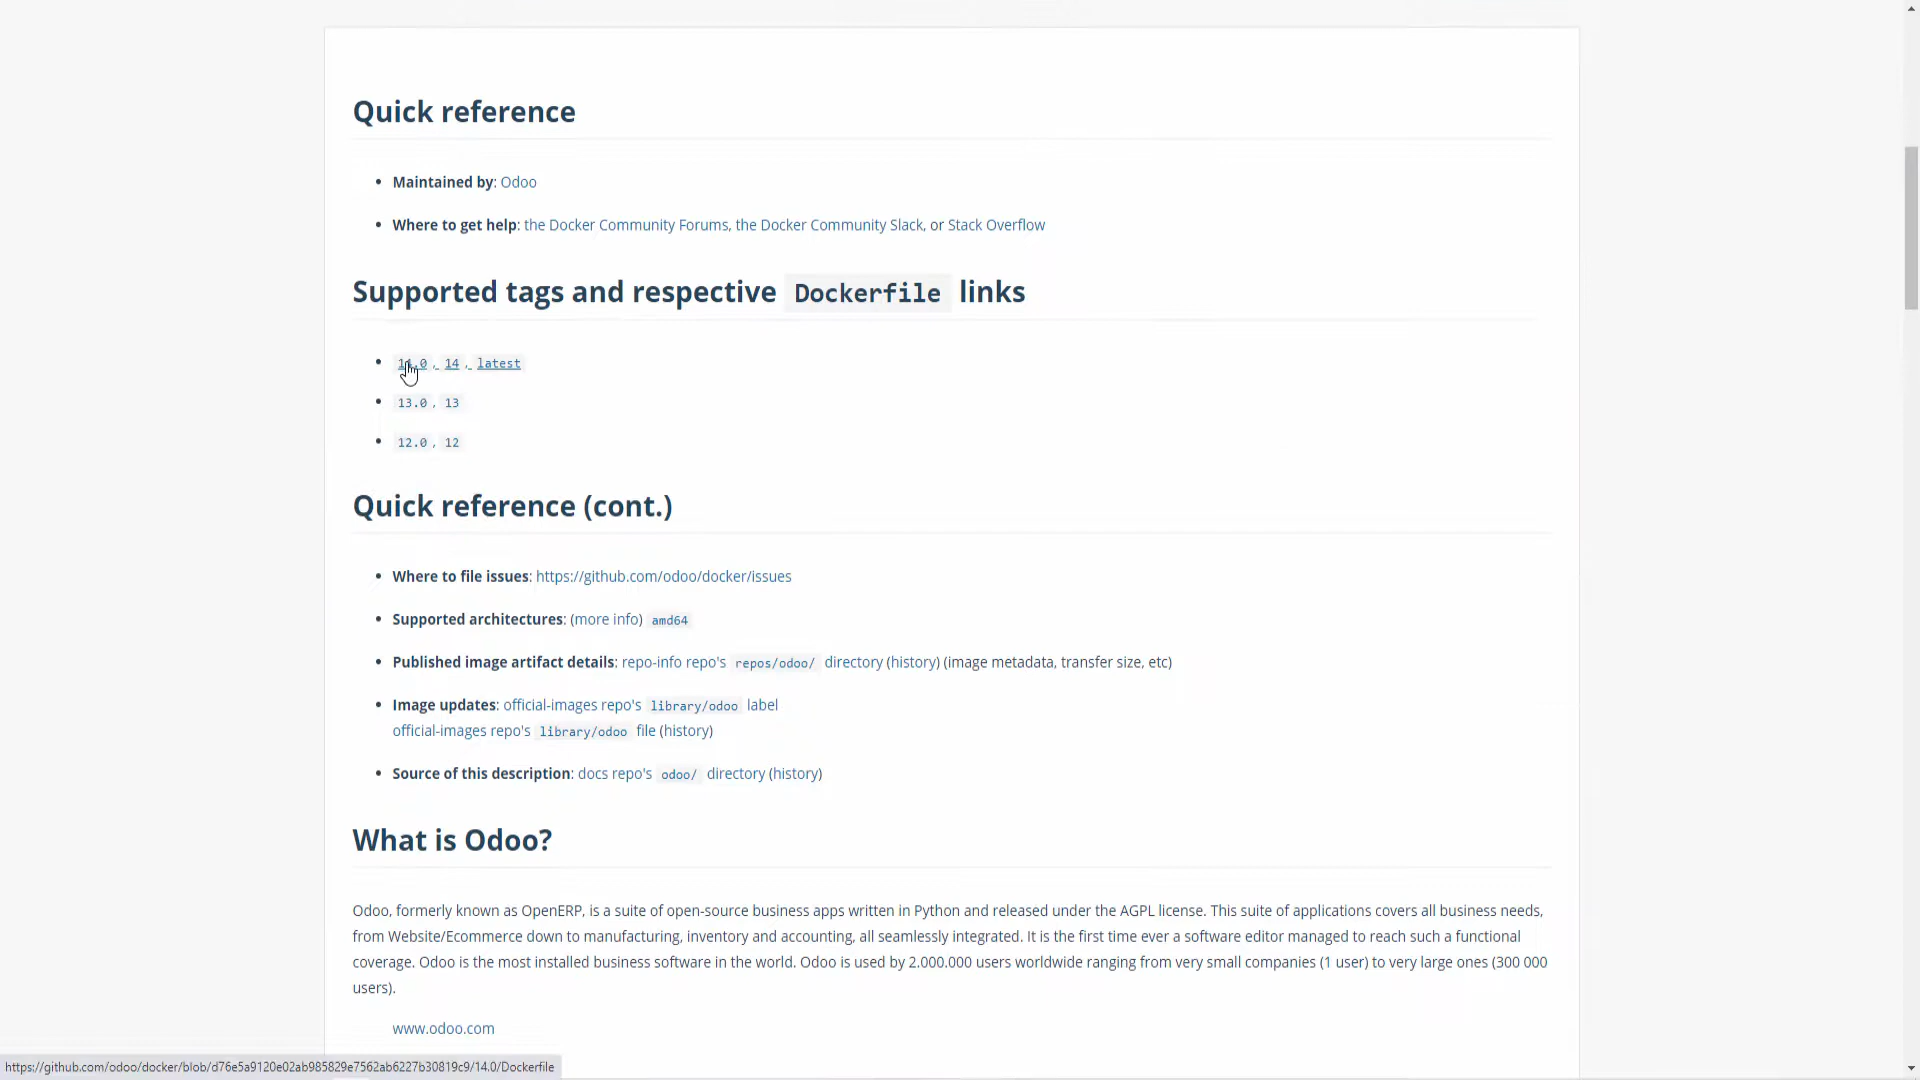 Quick reference
• Maintained by: Odoo
• Where to get help: the Docker Community Forums, the Docker Community Slack, or Stack Overflow
Supported tags and respective Dockerfile links
• 14.0, 14, latest
• 13.0, 13
• 12.0, 12
Quick reference (cont.)
• Where to file issues: https://github.com/odoo/docker/issues
• Supported architectures: (more info) amd64
• Published image artifact details: repo-info repo's repos/odoo/ directory (history) (image metadata, transfer size, etc)
• Image updates: official-images repo's library/odoo label
official-images repo's library/odoo file (history)
• Source of this description: docs repo's odoo/ directory (history)
What is Odoo?
Odoo, formerly known as OpenERP, is a suite of open-source business apps written in Python and released under the AGPL license. This suite of applications covers all business needs,
from Website/Ecommerce down to manufacturing, inventory and accounting, all seamlessly integrated. It is the first time ever a software editor managed to reach such a functional
coverage. Odoo is the most installed business software in the world. Odoo is used by 2.000.000 users worldwide ranging from very small companies (1 user) to very large ones (300 000
users).
www.odoo.com
https://github.com/odoo/docker/blob/d76e5a9120e02ab985829e7562ab6227b30819c9/14.0/Dockerfile